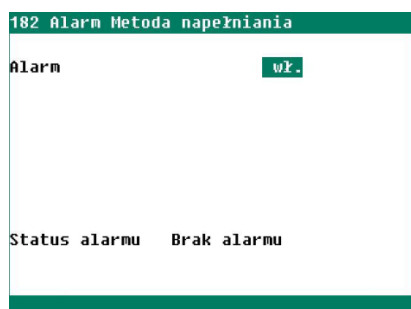 182 Alarm Metoda napełniania
Alarm wł.
Status alarmu Brak alarmu